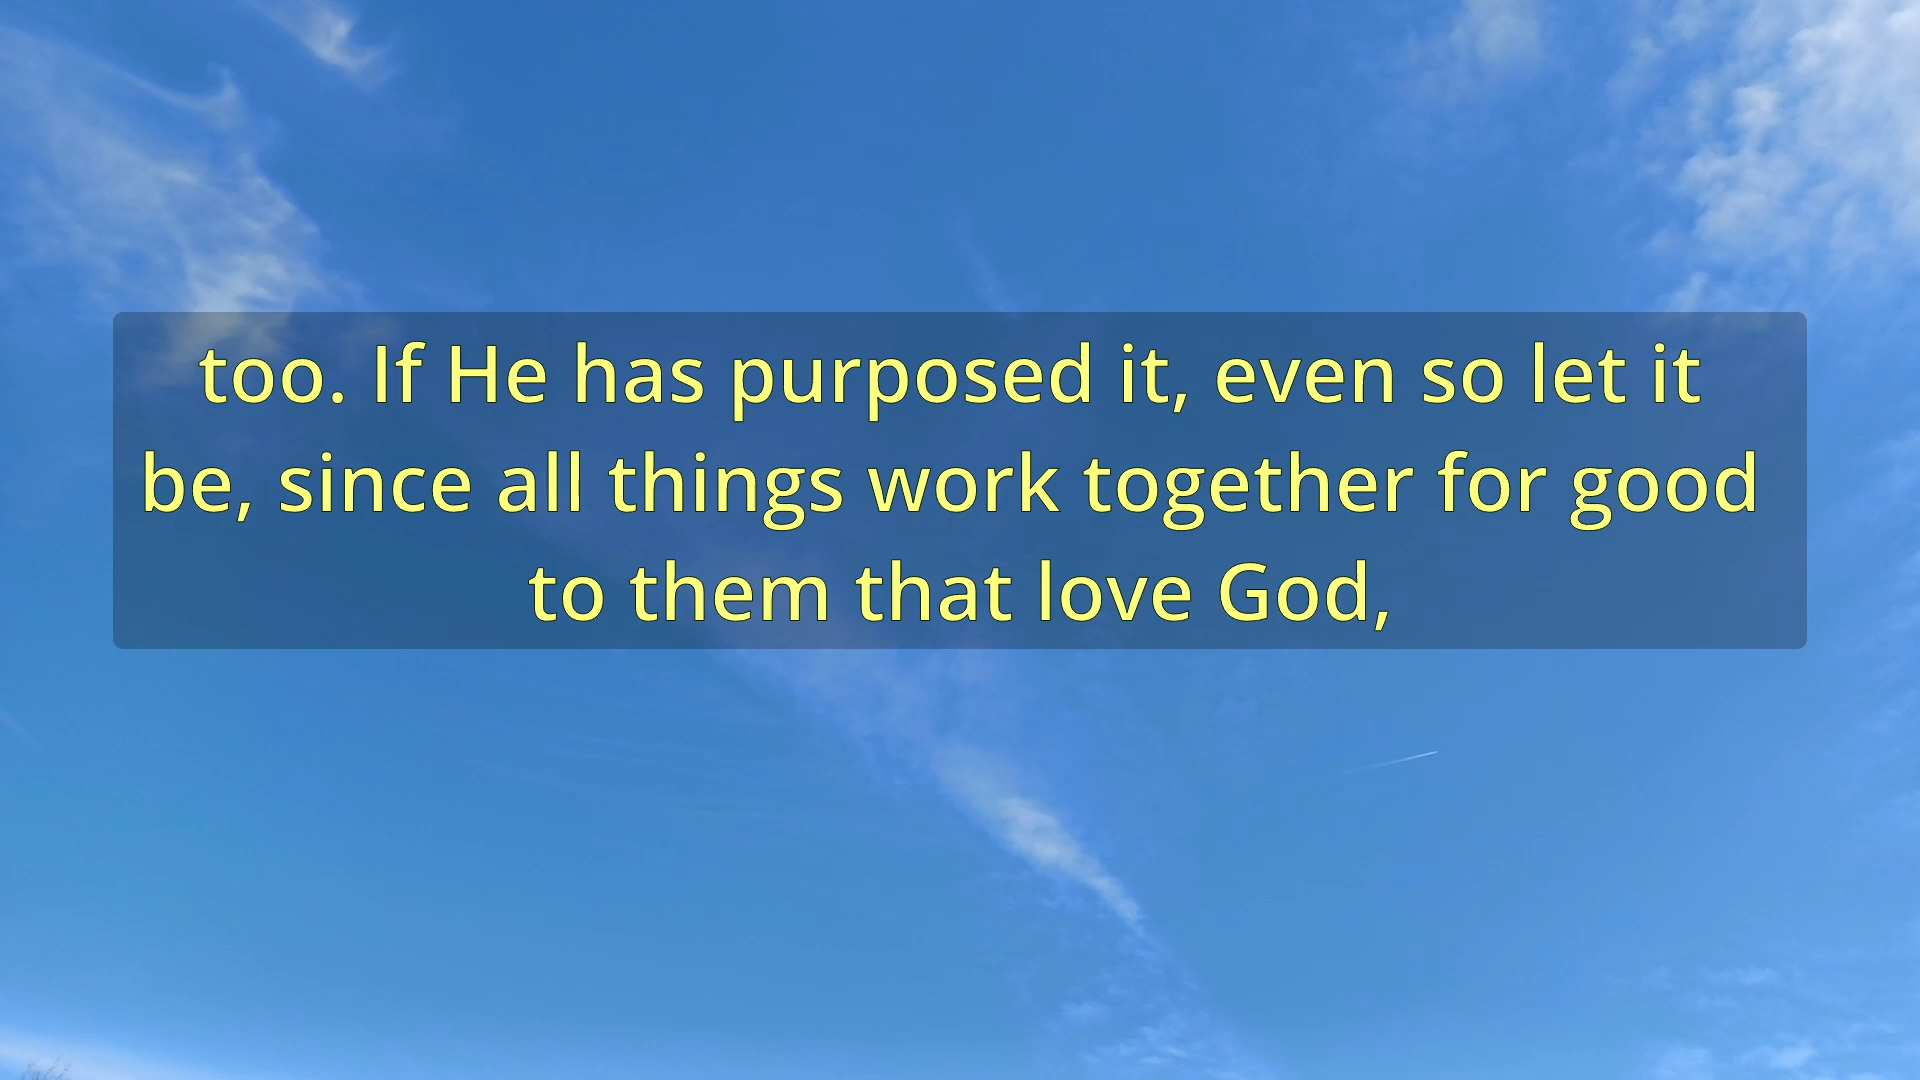 too. If He has purposed it, even so let it
be, since all things work together for good
to them that love God,